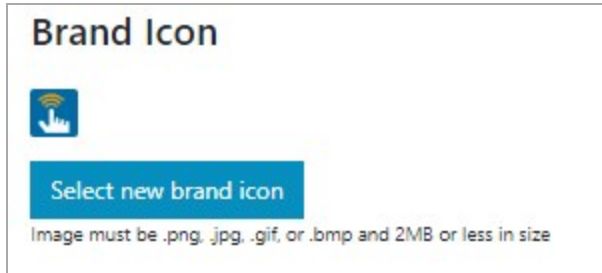 Brand Icon
Select new brand icon
Image must be .png, .jpg, .gif, or .bmp and 2MB or less in size